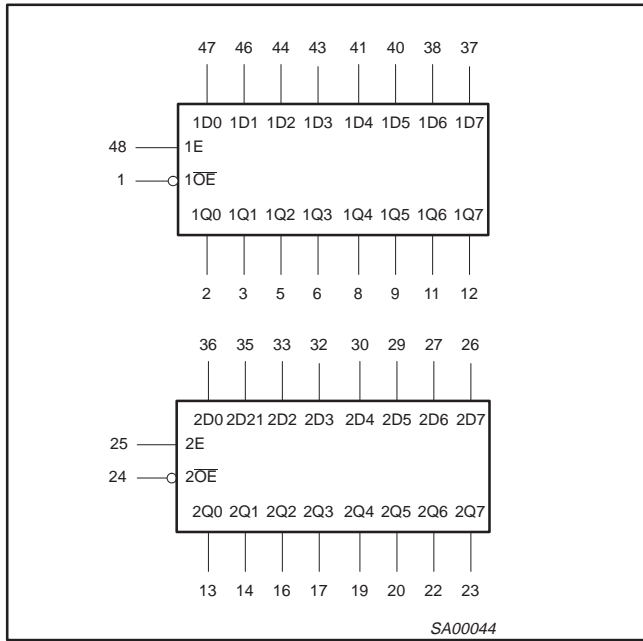 47 46 44 43 41 40 38 37
1D0 1D1 1D2 1D3 1D4 1D5 1D6 1D7
48 1E
1 1O̅E̅
1Q0 1Q1 1Q2 1Q3 1Q4 1Q5 1Q6 1Q7
2 3 5 6 8 9 11 12
36 35 33 32 30 29 27 26
2D0 2D21 2D2 2D3 2D4 2D5 2D6 2D7
25 2E
24 2O̅E̅
2Q0 2Q1 2Q2 2Q3 2Q4 2Q5 2Q6 2Q7
13 14 16 17 19 20 22 23
SA00044